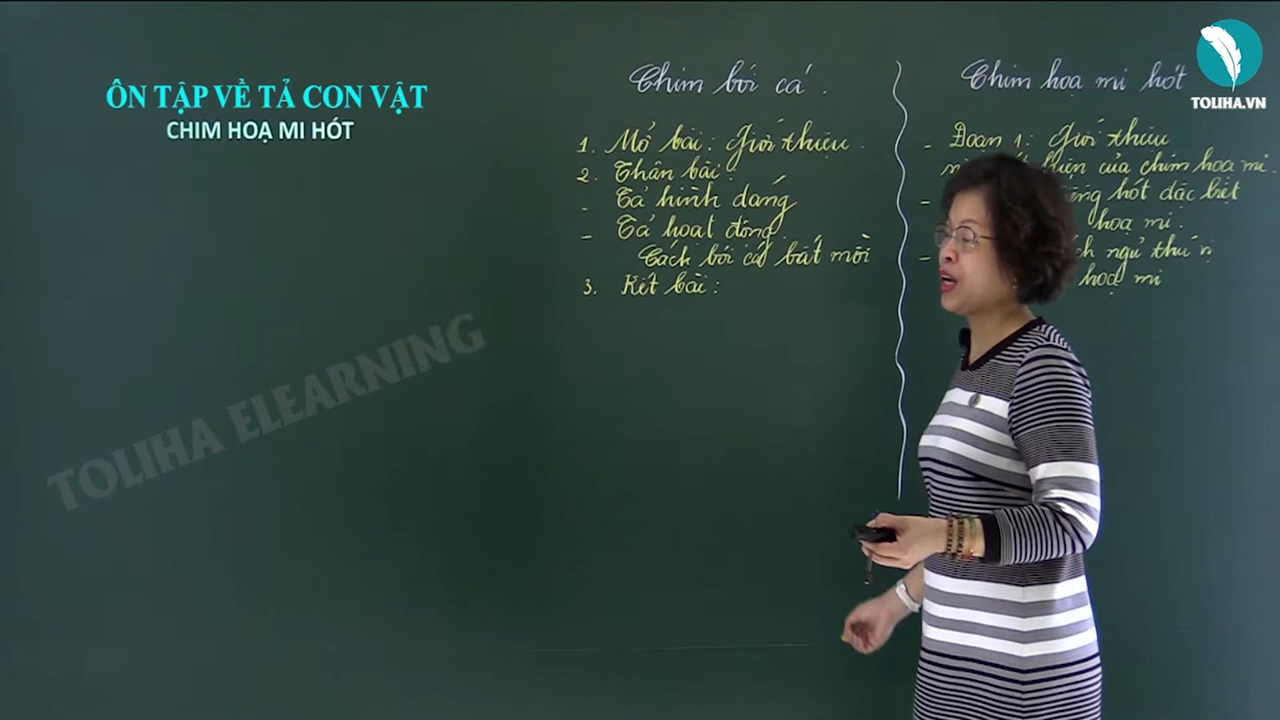 ÔN TẬP VỀ TẢ CON VẬT
CHIM HOẠ MI HÓT
TOLIHA ELEARNING
Chim bói cá.
1. Mở bài: Giới thiệu.
2. Thân bài:
- Tả hình dáng
- Tả hoạt động
Cách bói cá bắt mồi
3. Kết bài:
Chim hoạ mi hót
- Đoạn 1: Giới thiệu
hiện của chim hoạ mi.
- hót đặc biệt
hoạ mi.
- ngủ thú vị
hoạ mi
TOLIHA.VN